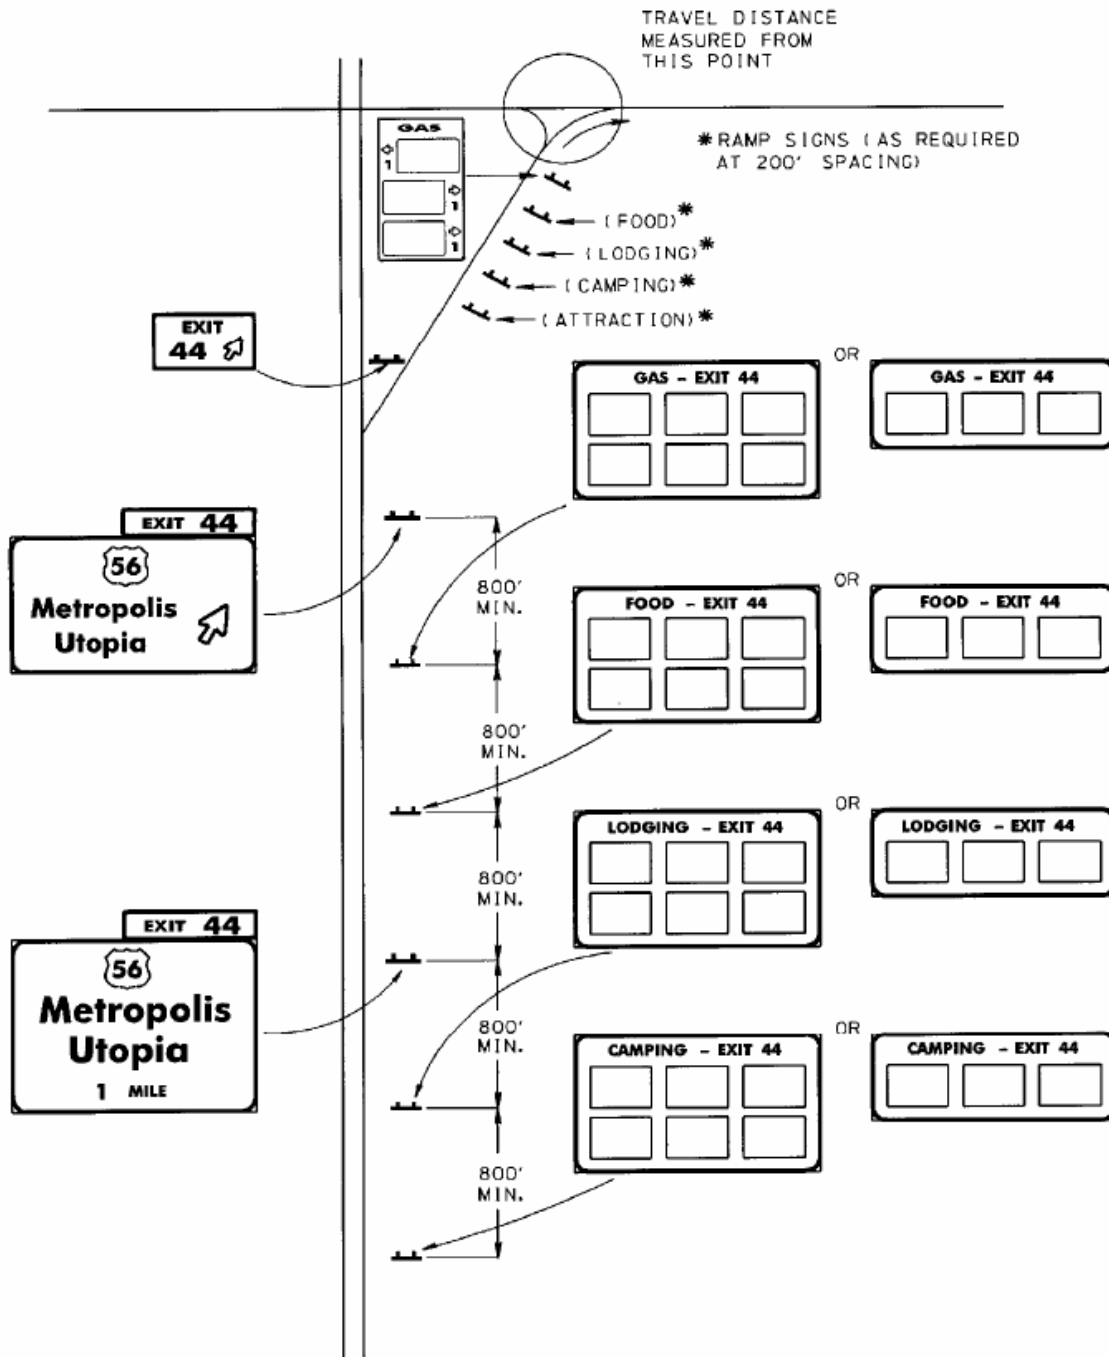 TRAVEL DISTANCE
MEASURED FROM
THIS POINT
GAS
1
1
1
*RAMP SIGNS (AS REQUIRED
AT 200' SPACING)
(FOOD)*
(LODGING)*
(CAMPING)*
(ATTRACTION)*
EXIT
44
OR
GAS - EXIT 44
GAS - EXIT 44
EXIT 44
56
Metropolis
Utopia
800'
MIN.
OR
FOOD - EXIT 44
FOOD - EXIT 44
800'
MIN.
OR
LODGING - EXIT 44
LODGING - EXIT 44
800'
MIN.
EXIT 44
56
Metropolis
Utopia
1 MILE
800'
MIN.
OR
CAMPING - EXIT 44
CAMPING - EXIT 44
800'
MIN.